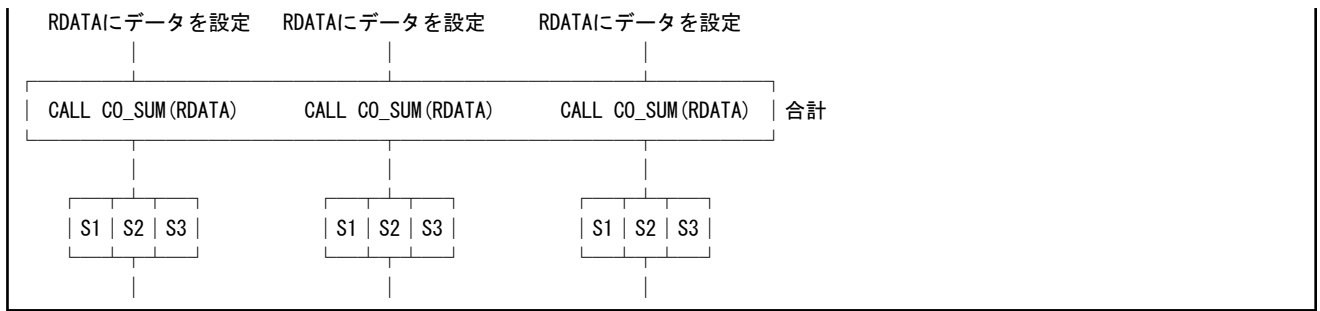 RDATAにデータを設定 RDATAにデータを設定 RDATAにデータを設定
CALL CO_SUM(RDATA) CALL CO_SUM(RDATA) CALL CO_SUM(RDATA) 合計
S1 S2 S3 S1 S2 S3 S1 S2 S3